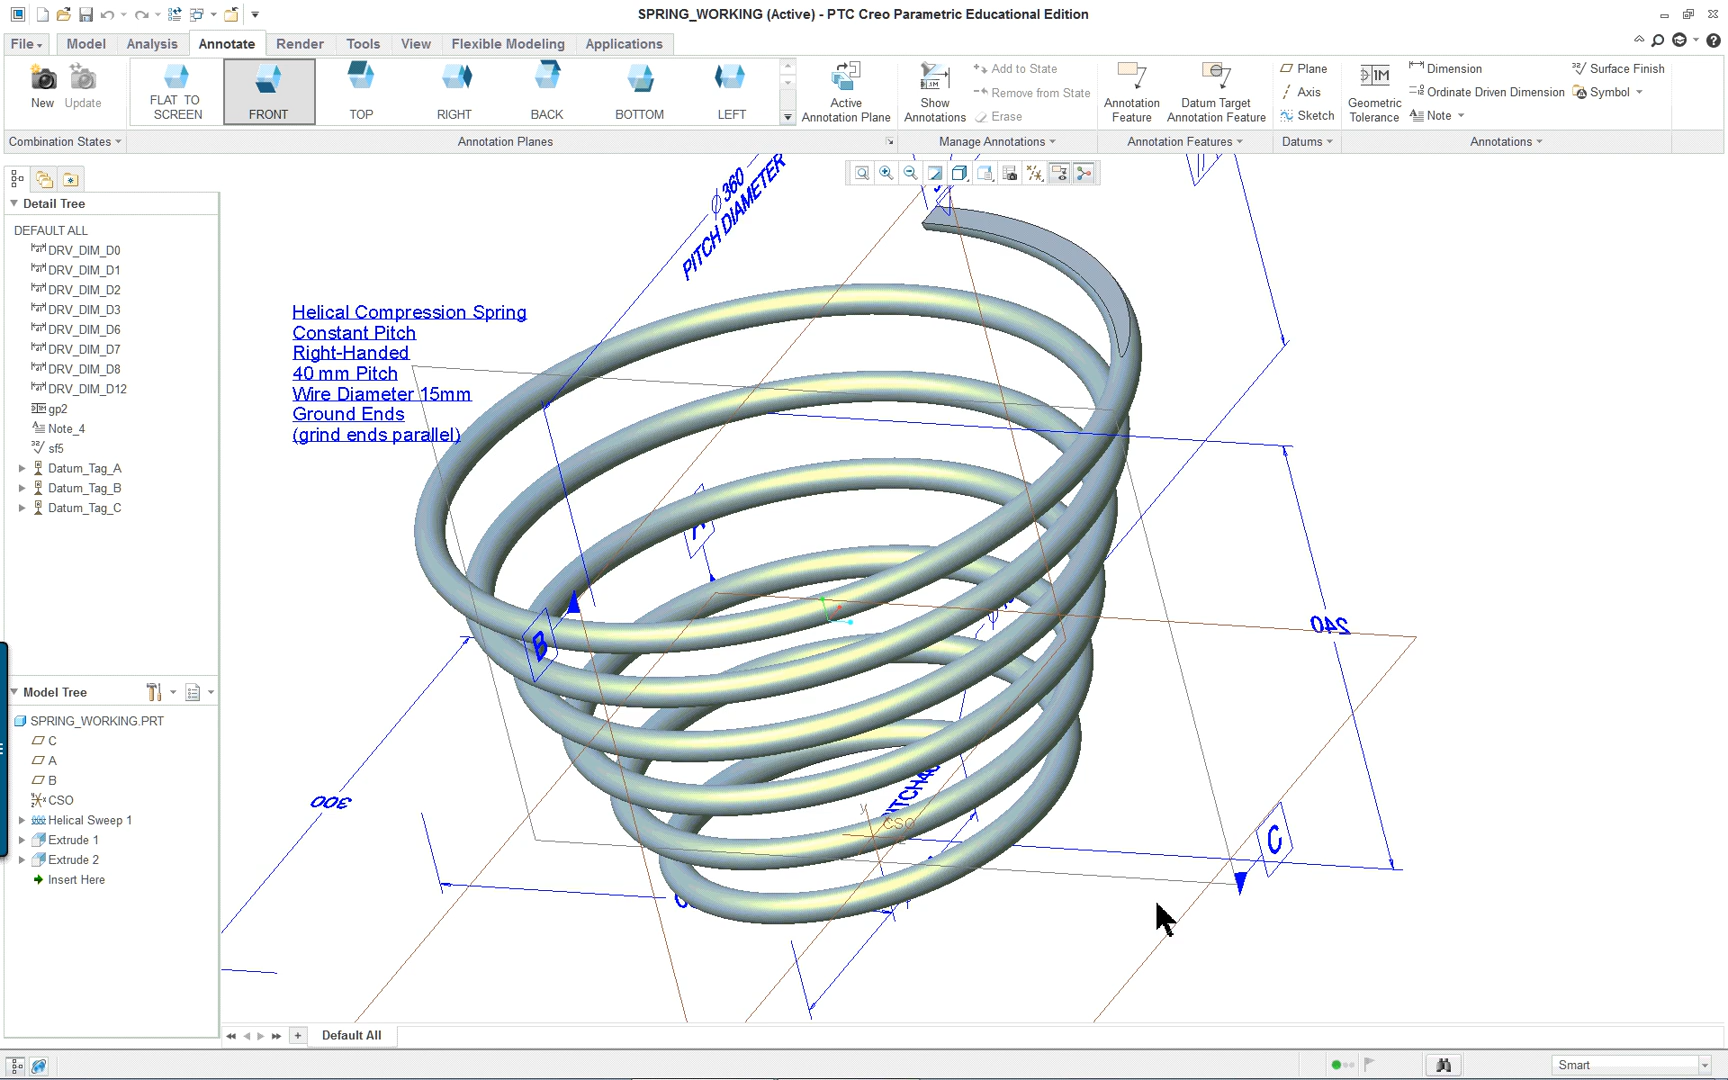 SPRING_WORKING (Active) - PTC Creo Parametric Educational Edition
File
Model
Analysis
Annotate
Render
Tools
View
Flexible Modeling
Applications
New
Update
FLAT TO
SCREEN
FRONT
TOP
RIGHT
BACK
BOTTOM
LEFT
Active
Annotation Plane
Show
Annotations
Add to State
Remove from State
Erase
Annotation
Feature
Datum Target
Annotation Feature
Plane
Axis
Sketch
Geometric
Tolerance
Dimension
Ordinate Driven Dimension
Note
Surface Finish
Symbol
Combination States
Annotation Planes
Manage Annotations
Annotation Features
Datums
Annotations
Detail Tree
DEFAULT ALL
DRV_DIM_D0
DRV_DIM_D1
DRV_DIM_D2
DRV_DIM_D3
DRV_DIM_D6
DRV_DIM_D7
DRV_DIM_D8
DRV_DIM_D12
gp2
Note_4
sf5
Datum_Tag_A
Datum_Tag_B
Datum_Tag_C
Model Tree
SPRING_WORKING.PRT
C
A
B
CSO
Helical Sweep 1
Extrude 1
Extrude 2
Insert Here
Ø 360
PITCH DIAMETER
Helical Compression Spring
Constant Pitch
Right-Handed
40 mm Pitch
Wire Diameter 15mm
Ground Ends
(grind ends parallel)
A
B
240
300
CSO
C
Default All
Smart